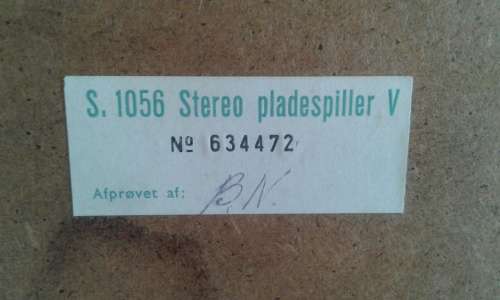 S. 1056 Stereo pladespiller V
Nº 634472
Afprøvet af: B.N.